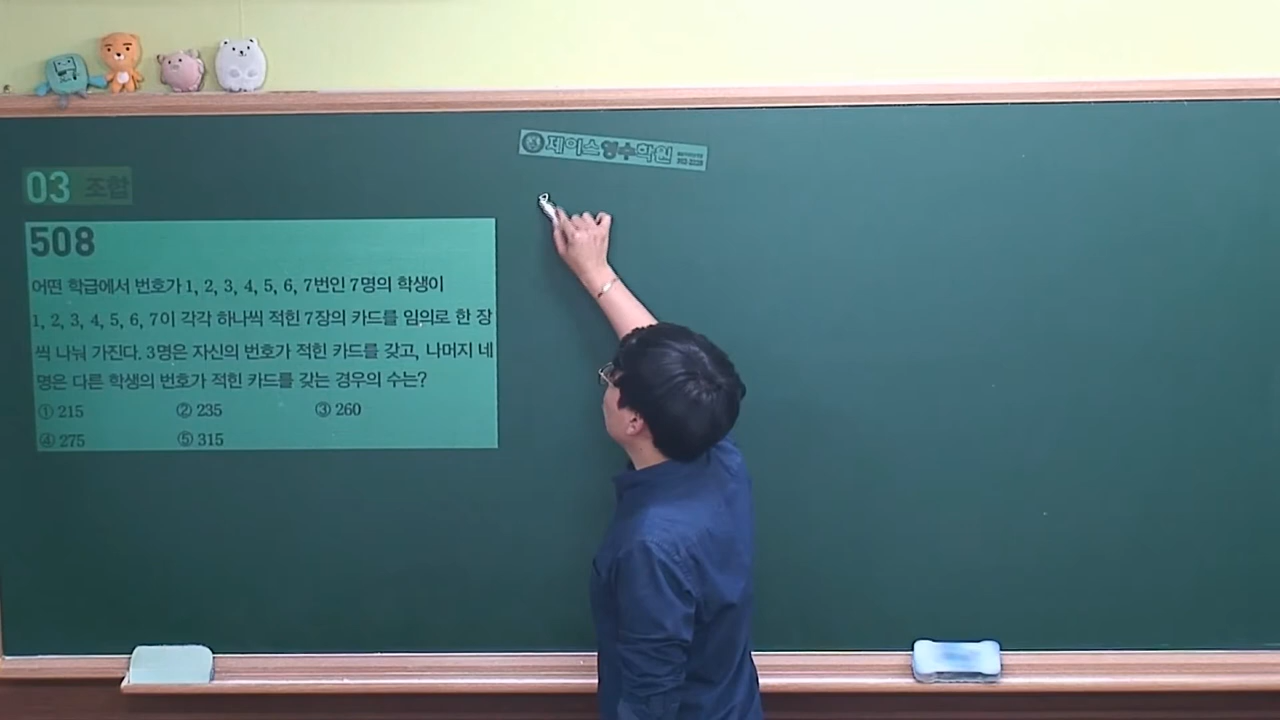 제이스영수학원
03 조합
508
어떤 학급에서 번호가 1, 2, 3, 4, 5, 6, 7번인 7명의 학생이
1, 2, 3, 4, 5, 6, 7이 각각 하나씩 적힌 7장의 카드를 임의로 한 장
씩 나눠 가진다. 3명은 자신의 번호가 적힌 카드를 갖고, 나머지 네
명은 다른 학생의 번호가 적힌 카드를 갖는 경우의 수는?
① 215 ② 235 ③ 260
④ 275 ⑤ 315